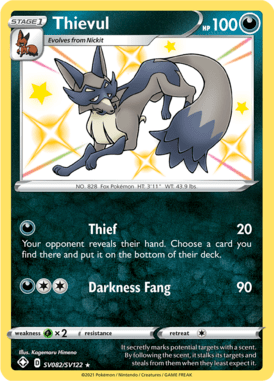 STAGE 1 Thievul HP 100
Evolves from Nickit
NO. 828 Fox Pokémon HT. 3'11" WT. 43.9 lbs.
Thief 20
Your opponent reveals their hand. Choose a card you
find there and put it on the bottom of their deck.
Darkness Fang 90
weakness ×2 resistance retreat
Illus. Kagemaru Himeno
It secretly marks potential targets with a scent.
By following the scent, it stalks its targets and
steals from them when they least expect it.
SV082/SV122 ★
©2021 Pokémon / Nintendo / Creatures / GAME FREAK